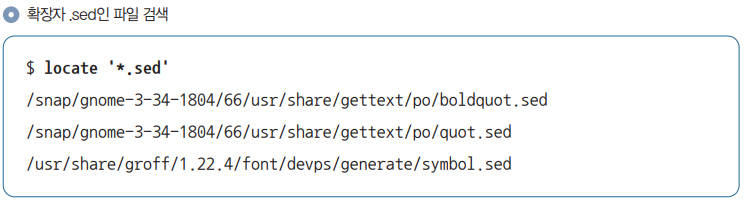 확장자 .sed인 파일 검색
$ locate '*.sed'
/snap/gnome-3-34-1804/66/usr/share/gettext/po/boldquot.sed
/snap/gnome-3-34-1804/66/usr/share/gettext/po/quot.sed
/usr/share/groff/1.22.4/font/devps/generate/symbol.sed